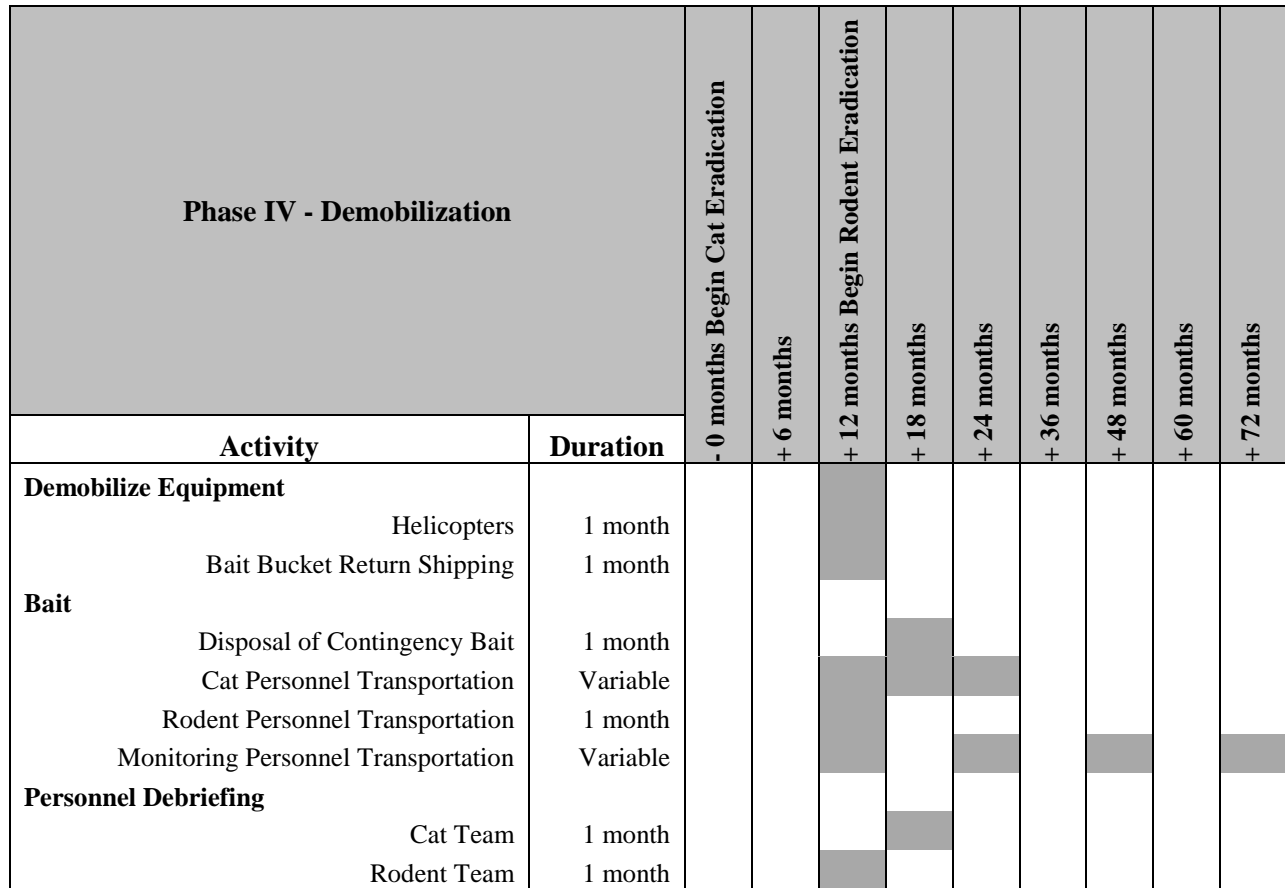 Phase IV - Demobilization
- 0 months Begin Cat Eradication
+ 6 months
+ 12 months Begin Rodent Eradication
+ 18 months
+ 24 months
+ 36 months
+ 48 months
+ 60 months
+ 72 months
Activity Duration
Demobilize Equipment
Helicopters 1 month
Bait Bucket Return Shipping 1 month
Bait
Disposal of Contingency Bait 1 month
Cat Personnel Transportation Variable
Rodent Personnel Transportation 1 month
Monitoring Personnel Transportation Variable
Personnel Debriefing
Cat Team 1 month
Rodent Team 1 month